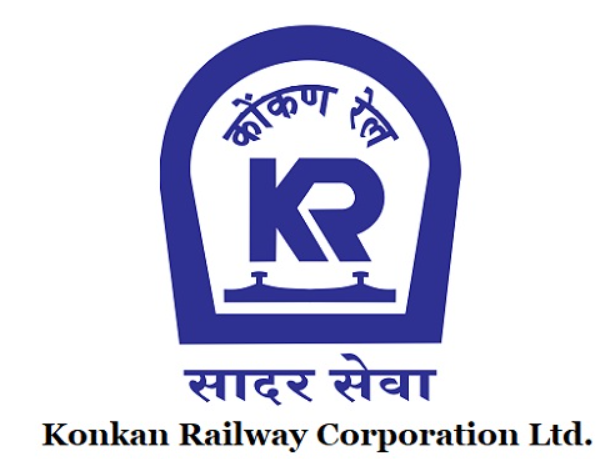 कोंकण रेल
KR
सादर सेवा
Konkan Railway Corporation Ltd.